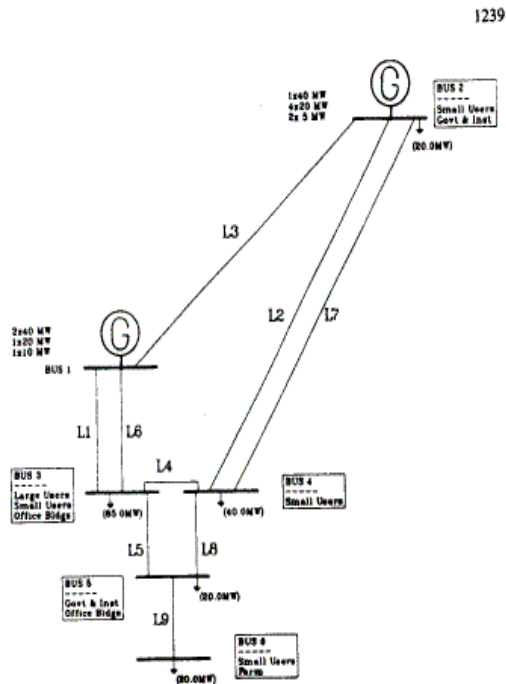 1239
G
1x40 MW
4x20 MW
2x 5 MW
BUS 2
-----
Small Users
Govt & Inst
(20.0MW)
L3
L2
L7
G
2x40 MW
1x20 MW
1x10 MW
BUS 1
L1
L6
L4
BUS 3
-----
Large Users
Small Users
Office Bldgs
(85.0MW)
(40.0MW)
BUS 4
-----
Small Users
L5
L8
BUS 5
-----
Govt & Inst
Office Bldgs
(20.0MW)
L9
BUS 6
-----
Small Users
Farm
(20.0MW)